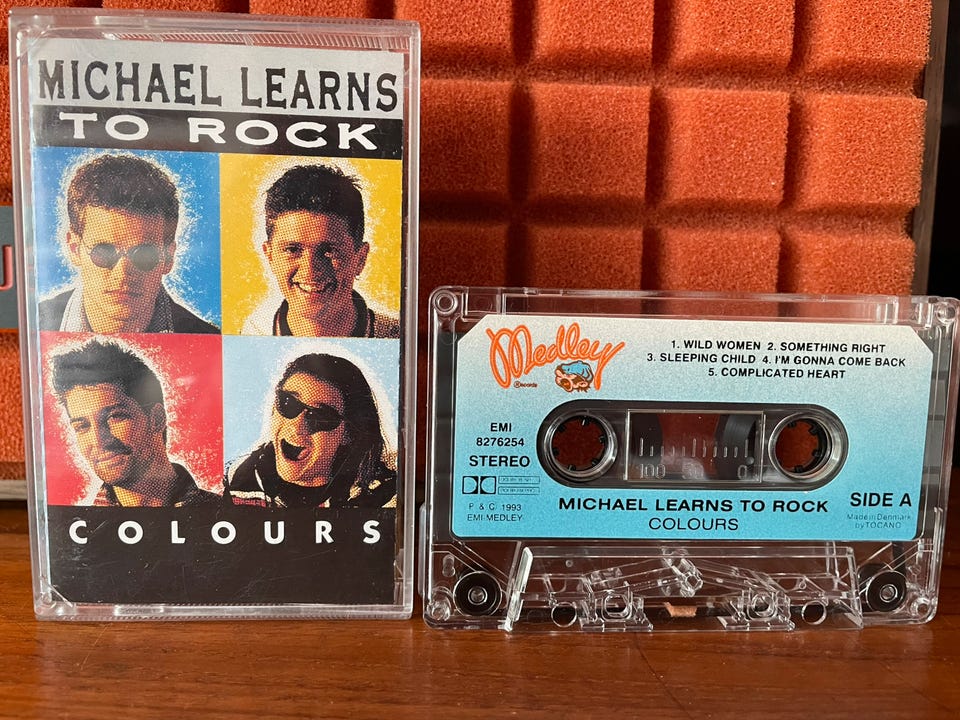 MICHAEL LEARNS
TO ROCK
COLOURS
Medley
Records
1. WILD WOMEN 2. SOMETHING RIGHT
3. SLEEPING CHILD 4. I'M GONNA COME BACK
5. COMPLICATED HEART
EMI
8276254
STEREO
100 50 0
P & C 1993
EMI-MEDLEY
MICHAEL LEARNS TO ROCK
COLOURS
SIDE A
Made in Denmark
by TOCANO